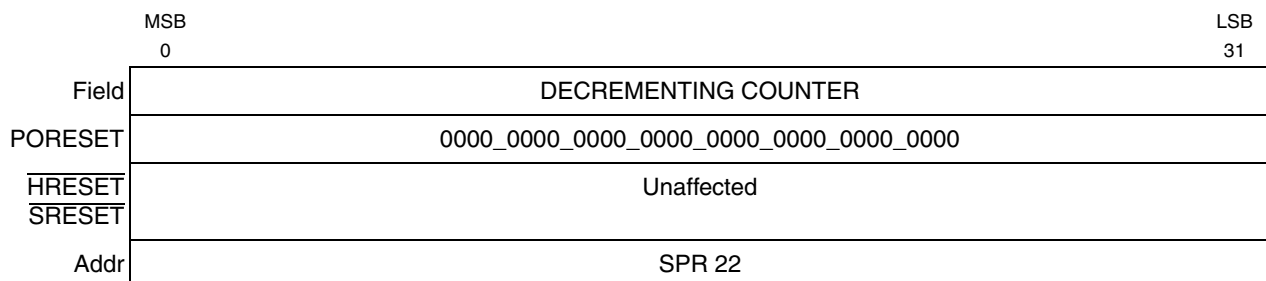 MSB LSB
0 31
Field DECREMENTING COUNTER
PORESET 0000_0000_0000_0000_0000_0000_0000_0000
HRESET Unaffected
SRESET
Addr SPR 22